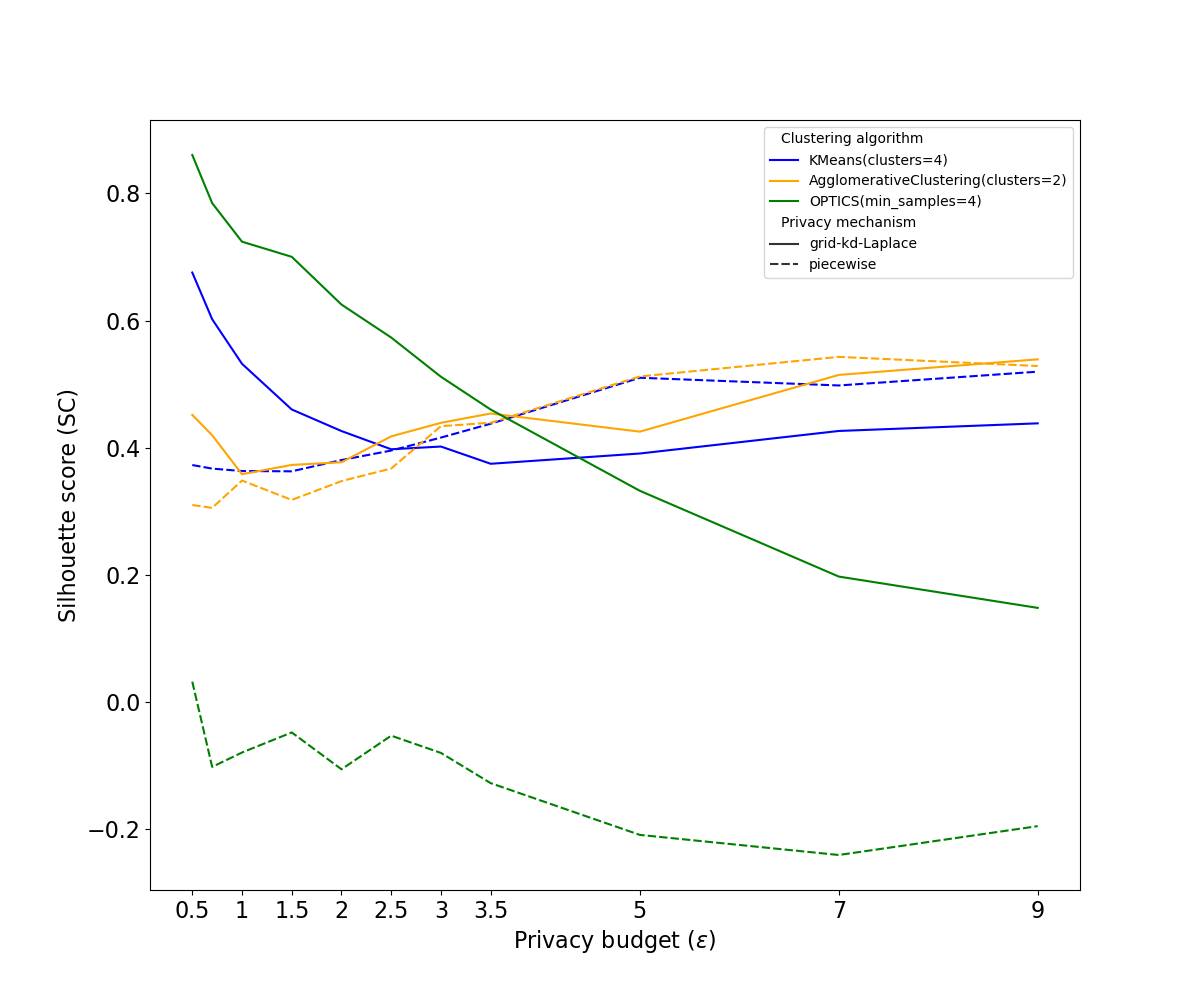 Clustering algorithm
KMeans(clusters=4)
AgglomerativeClustering(clusters=2)
OPTICS(min_samples=4)
Privacy mechanism
grid-kd-Laplace
piecewise
Silhouette score (SC)
0.8
0.6
0.4
0.2
0.0
−0.2
0.5 1 1.5 2 2.5 3 3.5 5 7 9
Privacy budget (ε)